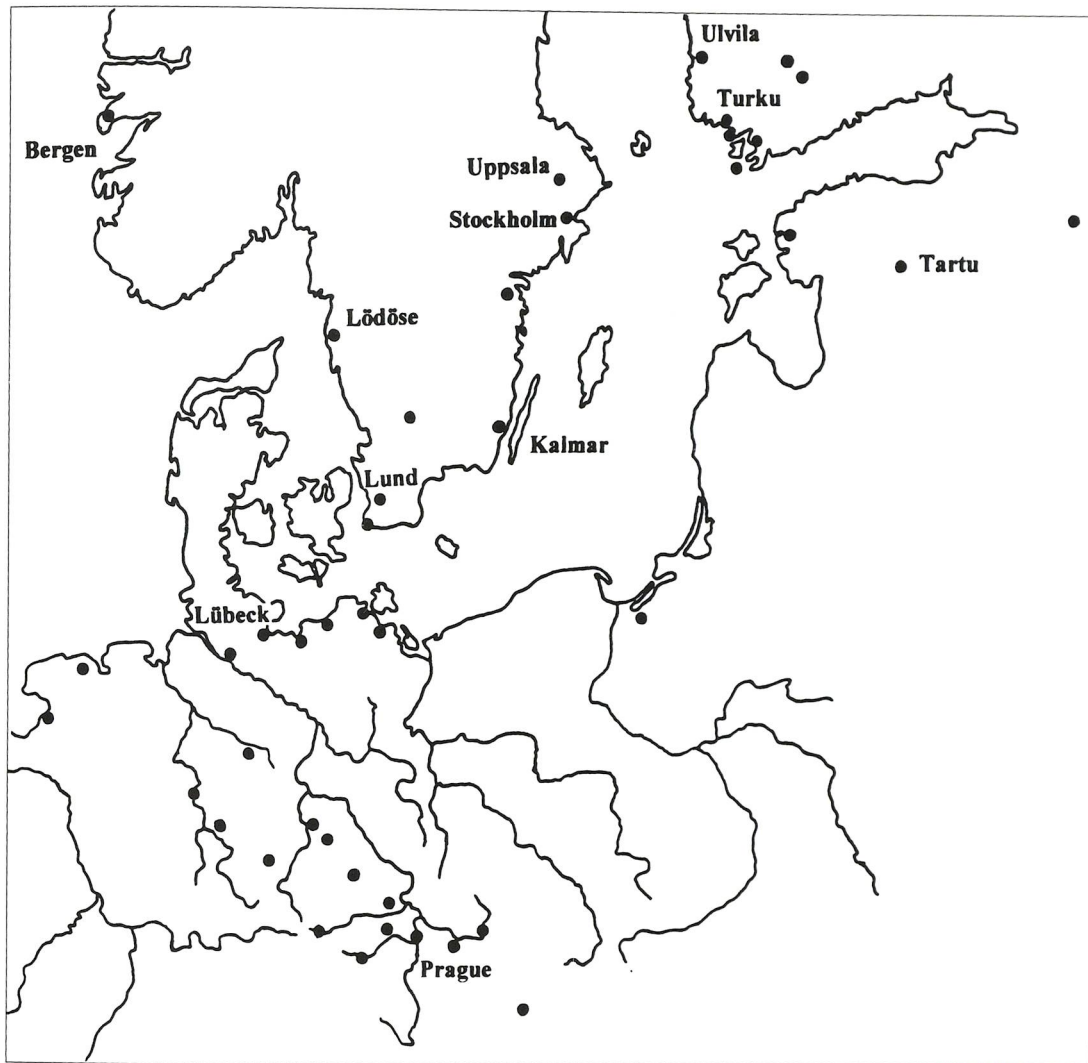 Ulvila
Turku
Bergen
Uppsala
Stockholm
Tartu
Lödöse
Kalmar
Lund
Lübeck
Prague